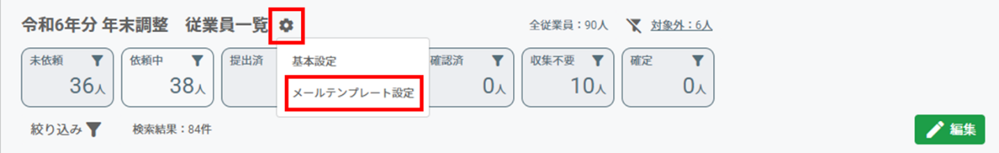 令和6年分 年末調整　従業員一覧
全従業員：90人
対象外：6人
未依頼
36人
依頼中
38人
提出済
確認済
0人
収集不要
10人
確定
0人
基本設定
メールテンプレート設定
絞り込み
検索結果：84件
編集